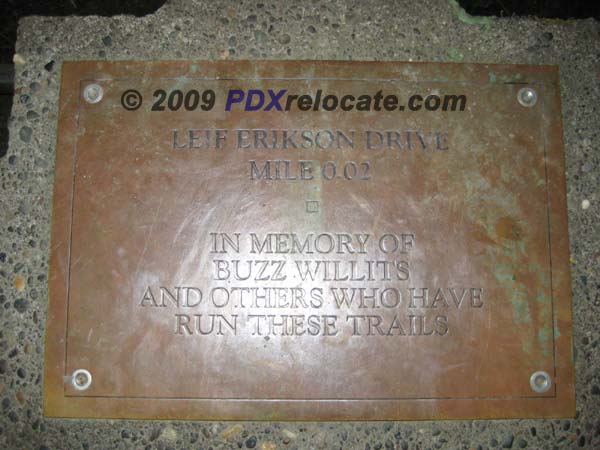 © 2009 PDXrelocate.com
LEIF ERIKSON DRIVE
MILE 0.02
IN MEMORY OF
BUZZ WILLITS
AND OTHERS WHO HAVE
RUN THESE TRAILS